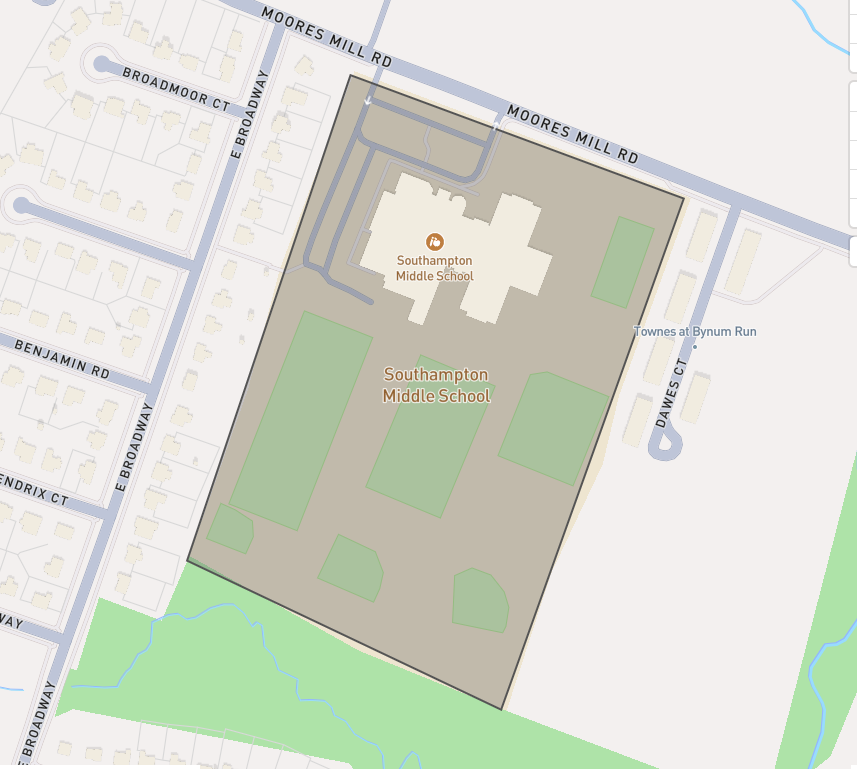 MOORES MILL RD
BROADMOOR CT
E BROADWAY
MOORES MILL RD
Southampton
Middle School
Townes at Bynum Run
BENJAMIN RD
Southampton
Middle School
DAWES CT
E BROADWAY
ENDRIX CT
WAY
E BROADWAY